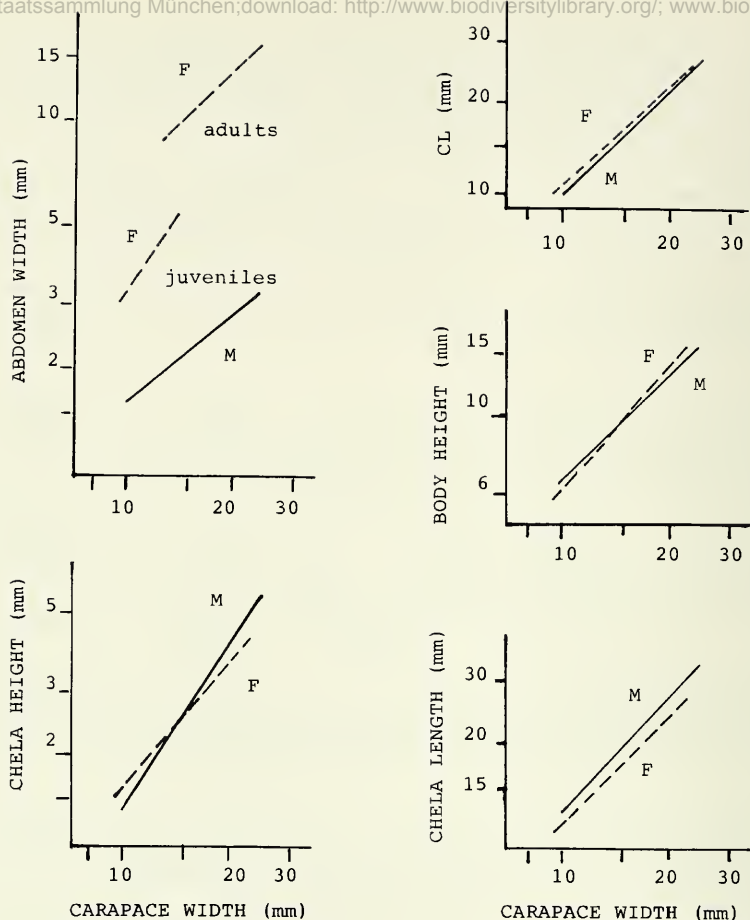 taatssammlung München;download: http://www.biodiversitylibrary.org/; www.bio
15
10
5
3
2
ABDOMEN WIDTH (mm)
F
adults
F
juveniles
M
10 20 30
30
20
10
CL (mm)
F
M
10 20 30
15
10
6
BODY HEIGHT (mm)
F
M
10 20 30
5
3
2
CHELA HEIGHT (mm)
M
F
10 20 30
CARAPACE WIDTH (mm)
30
20
15
CHELA LENGTH (mm)
M
F
10 20 30
CARAPACE WIDTH (mm)